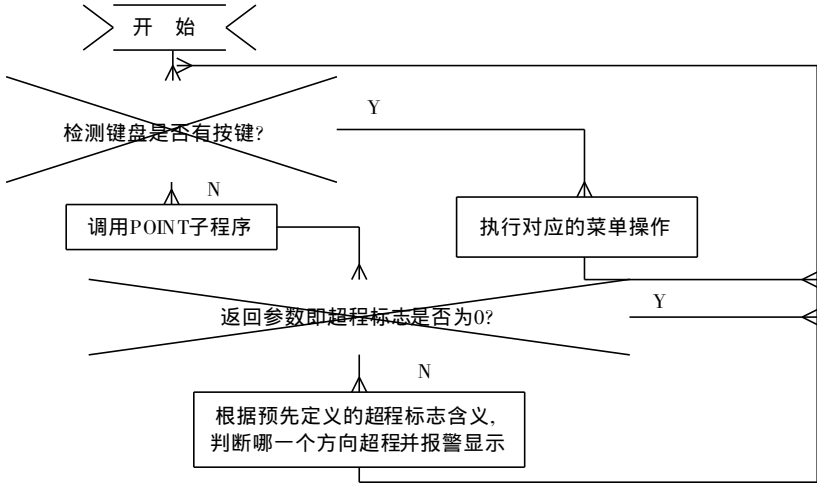 开 始
检测键盘是否有按键?
Y
N
调用POINT子程序
执行对应的菜单操作
返回参数即超程标志是否为0?
Y
N
根据预先定义的超程标志含义,
判断哪一个方向超程并报警显示